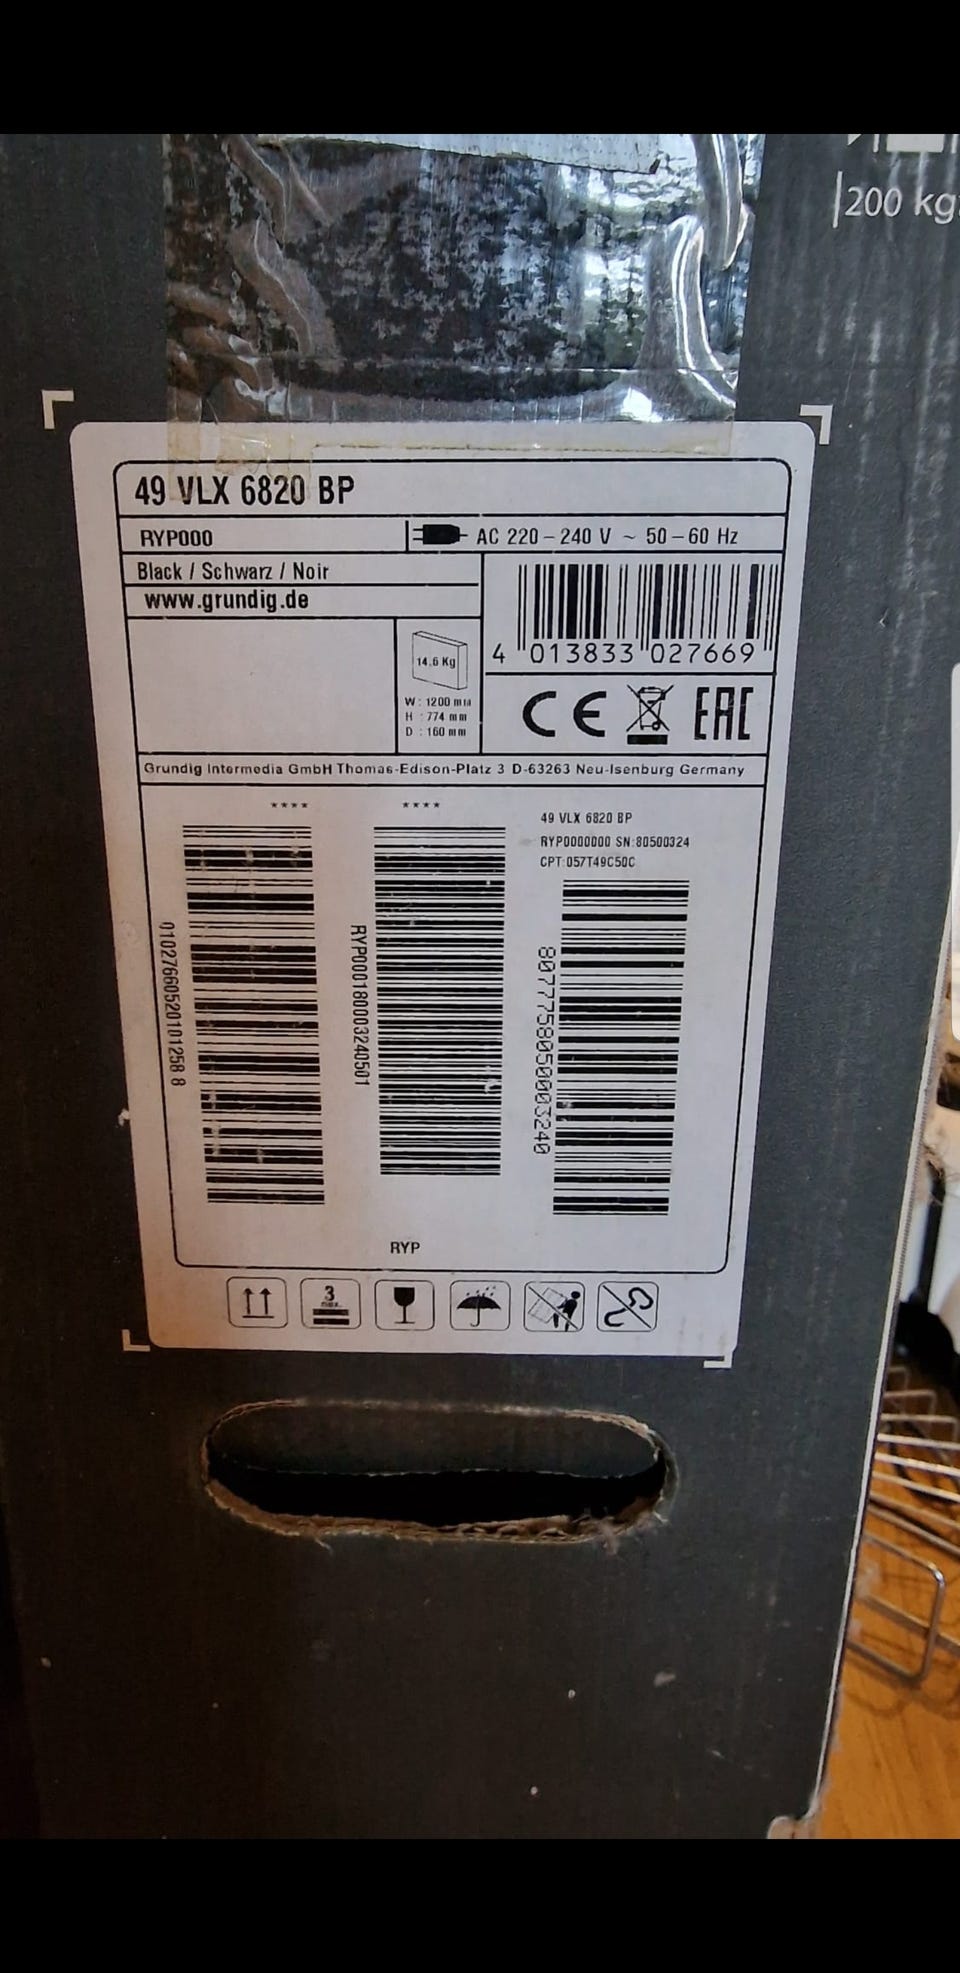 200 kg
49 VLX 6820 BP
RYP000
AC 220 – 240 V ~ 50 – 60 Hz
Black / Schwarz / Noir
www.grundig.de
4 013833 027669
14.6 Kg
W : 1200 mm
H : 774 mm
D : 160 mm
CE EAC
Grundig Intermedia GmbH Thomas-Edison-Platz 3 D-63263 Neu-Isenburg Germany
**** ****
49 VLX 6820 BP
RYP0000000 SN:80500324
CPT:057T49C50C
01027660520101258 8
RYP000180003240501
8077758050003240
RYP
3
max.